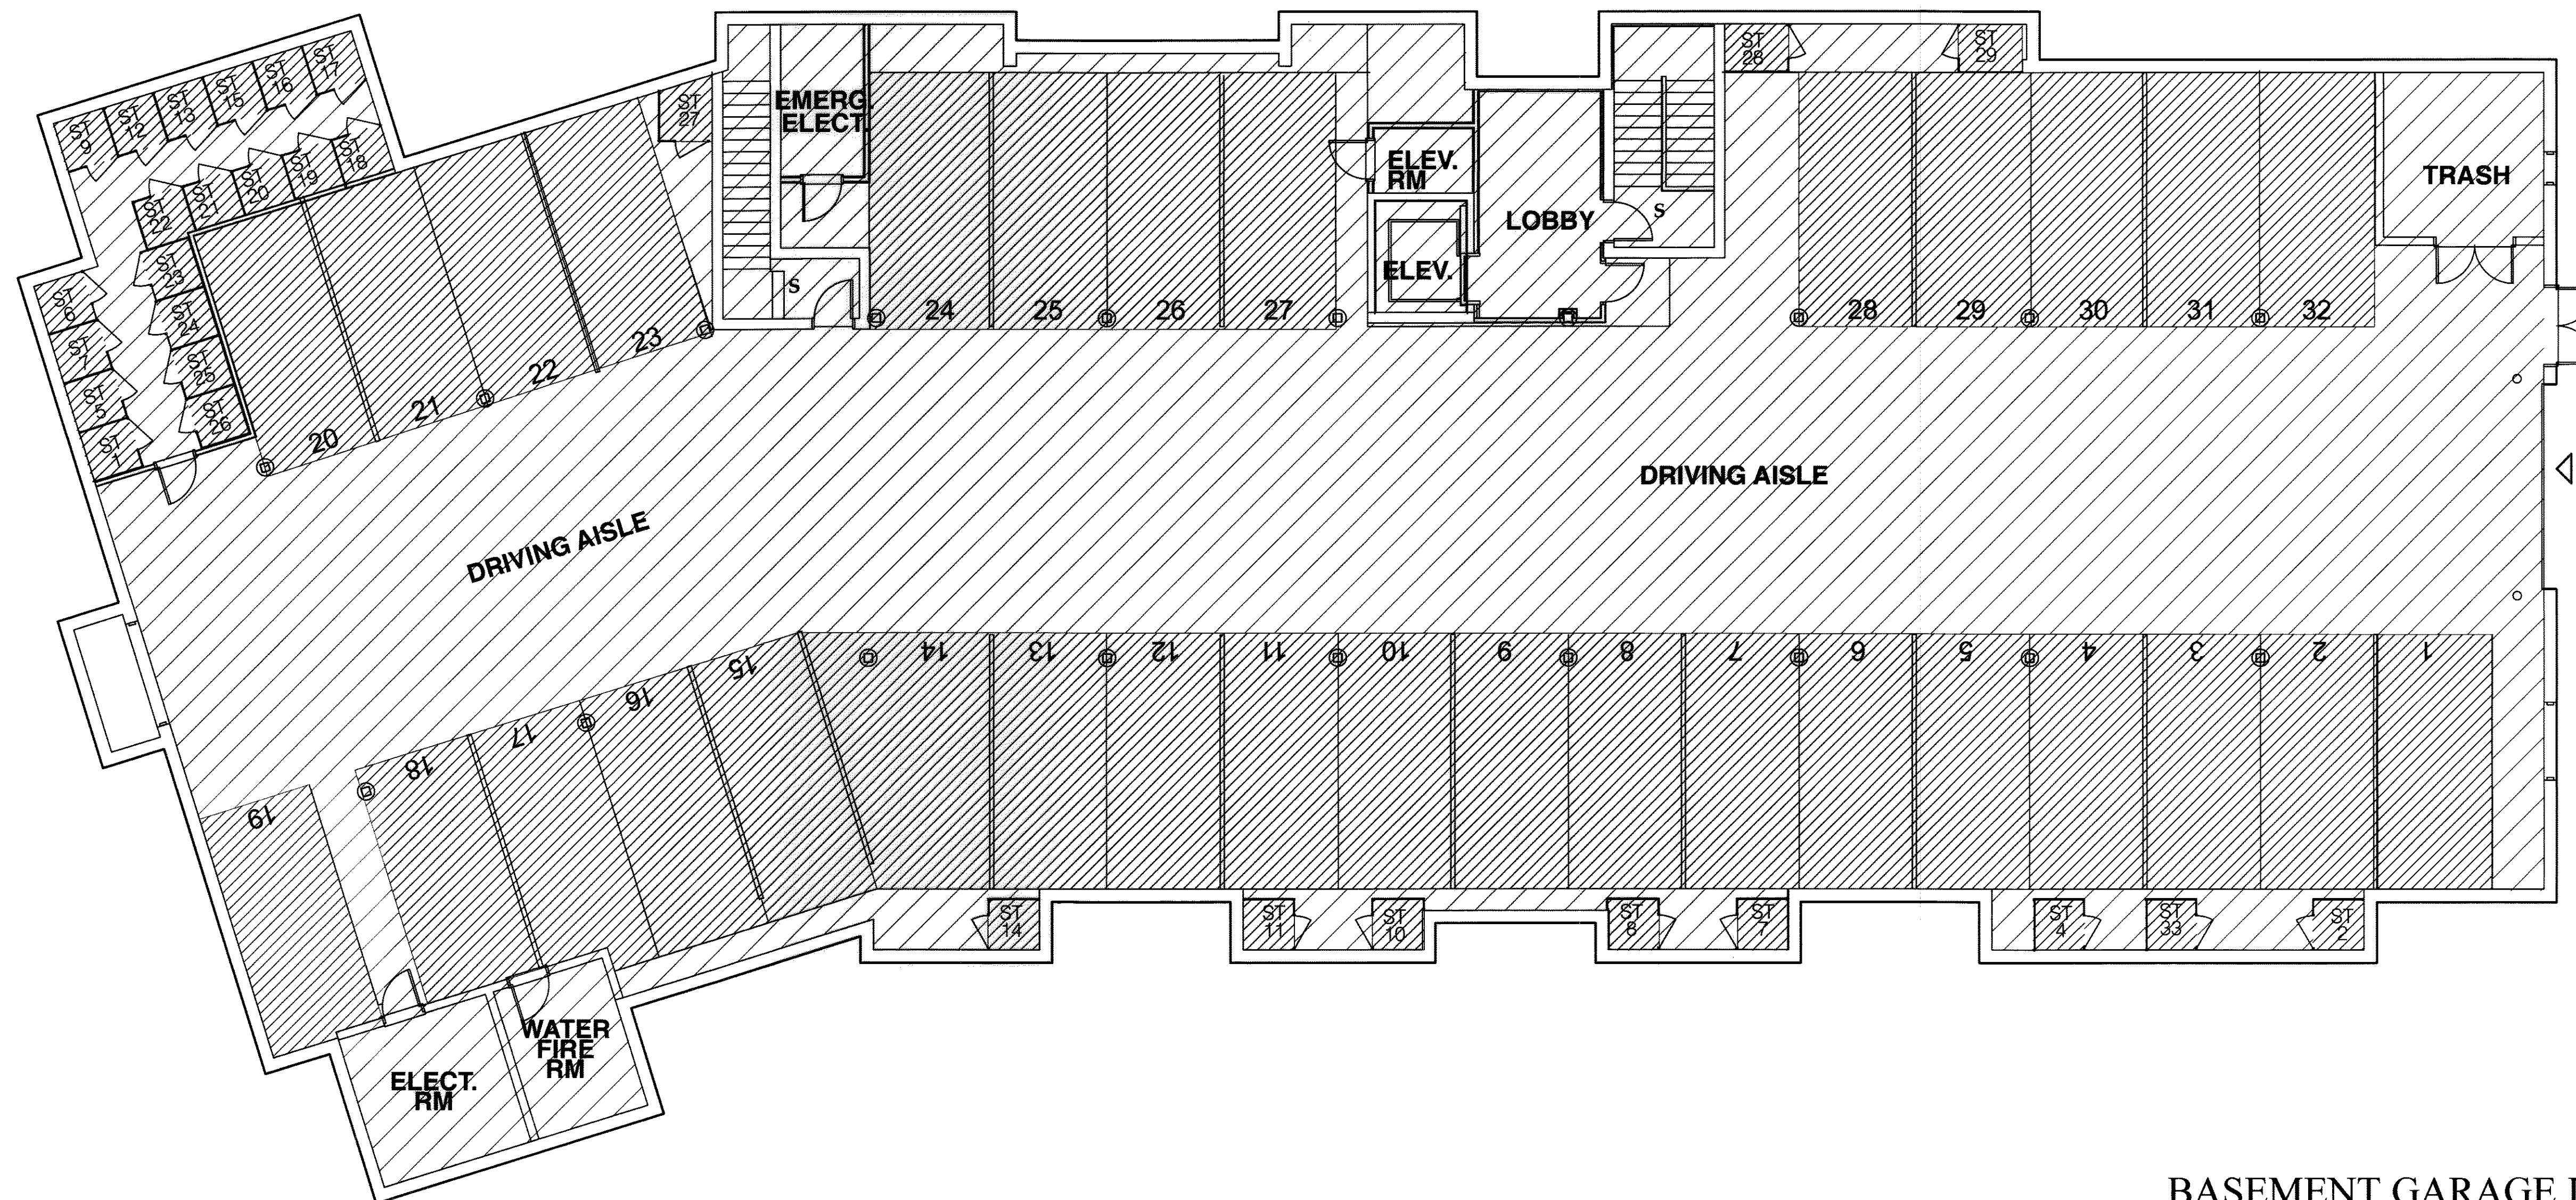 ST
17
ST
16
ST
15
ST
13
ST
12
ST
9
ST
18
ST
19
ST
20
ST
21
ST
22
ST
23
ST
24
ST
25
ST
26
ST
6
ST
ST
5
ST
1
ST
27
EMERG.
ELECT.
S
ELEV.
RM
ELEV.
LOBBY
S
ST
28
ST
29
TRASH
20
21
22
23
24
25
26
27
28
29
30
31
32
DRIVING AISLE
DRIVING AISLE
19
18
17
16
15
14
13
12
11
10
9
8
7
6
5
4
3
2
1
ST
14
ST
11
ST
10
ST
8
ST
7
ST
4
ST
33
ST
2
WATER
FIRE
RM
ELECT.
RM
BASEMENT GARAGE